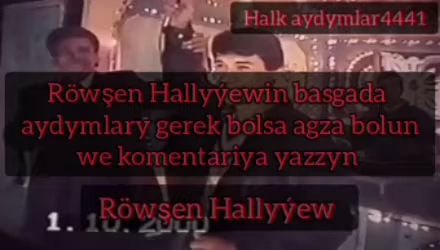 Halk aydymlar4441
Röwşen Hallyýewin basgada
aydymlary gerek bolsa agza bolun
we komentariya yazzyn
Röwşen Hallyýew
1. 10. 2000